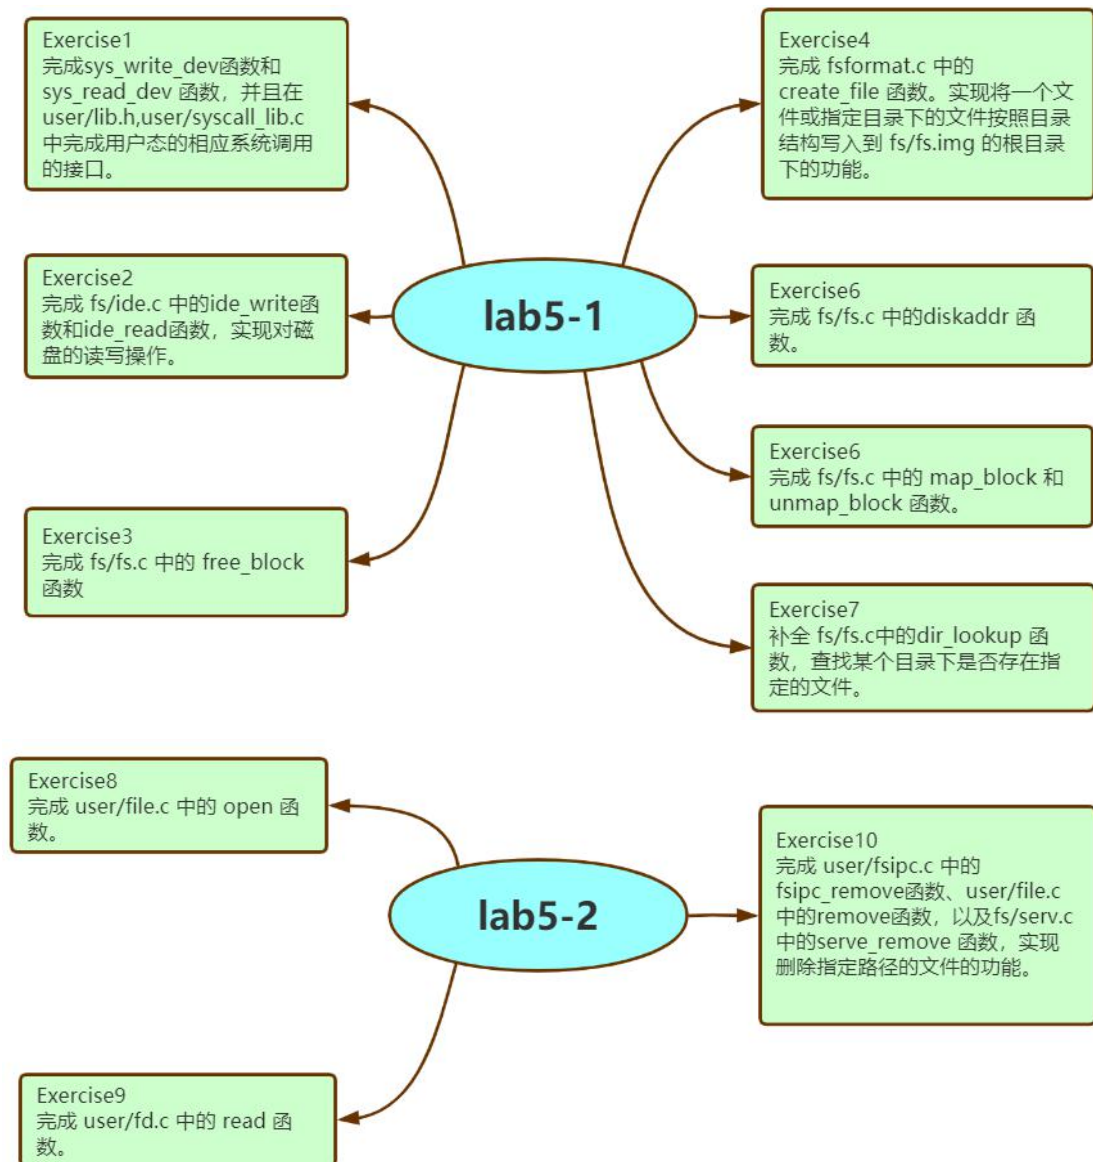 Exercise1
完成sys_write_dev函数和
sys_read_dev 函数，并且在
user/lib.h,user/syscall_lib.c
中完成用户态的相应系统调用
的接口。
Exercise2
完成 fs/ide.c 中的ide_write函
数和ide_read函数，实现对磁
盘的读写操作。
Exercise3
完成 fs/fs.c 中的 free_block
函数
lab5-1
Exercise4
完成 fsformat.c 中的
create_file 函数。实现将一个文
件或指定目录下的文件按照目录
结构写入到 fs/fs.img 的根目录
下的功能。
Exercise6
完成 fs/fs.c 中的diskaddr 函
数。
Exercise6
完成 fs/fs.c 中的 map_block 和
unmap_block 函数。
Exercise7
补全 fs/fs.c中的dir_lookup 函
数，查找某个目录下是否存在指
定的文件。
Exercise8
完成 user/file.c 中的 open 函
数。
lab5-2
Exercise10
完成 user/fsipc.c 中的
fsipc_remove函数、user/file.c
中的remove函数，以及fs/serv.c
中的serve_remove 函数，实现
删除指定路径的文件的功能。
Exercise9
完成 user/fd.c 中的 read 函
数。